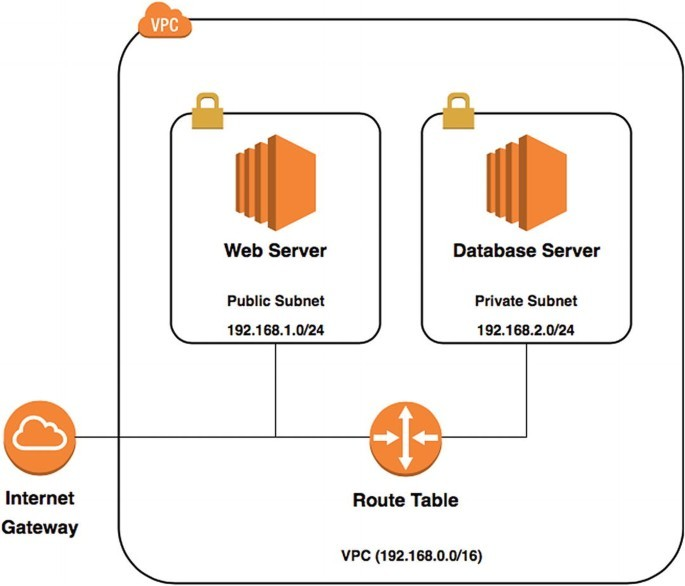 VPC
Web Server
Public Subnet
192.168.1.0/24
Database Server
Private Subnet
192.168.2.0/24
Internet
Gateway
Route Table
VPC (192.168.0.0/16)